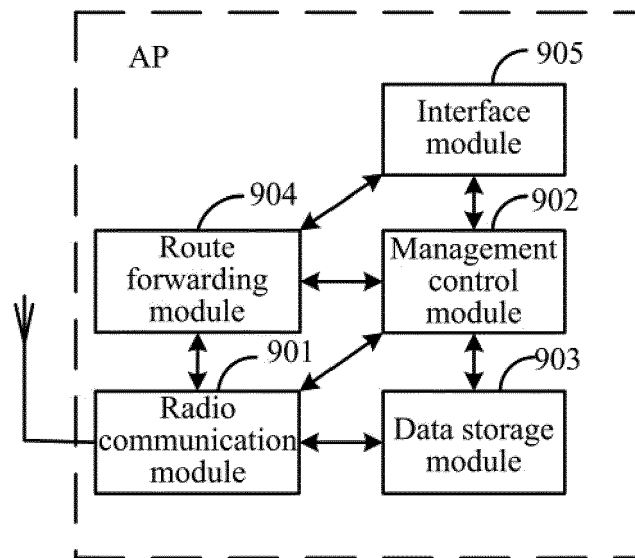 AP
905
Interface
module
904
902
Route
forwarding
module
Management
control
module
901
903
Radio
communication
module
Data storage
module